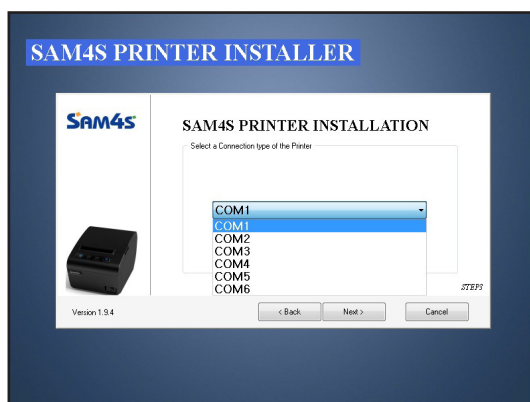 SAM4S PRINTER INSTALLER
SAM4S
SAM4S PRINTER INSTALLATION
Select a Connection type of the Printer
COM1
COM1
COM2
COM3
COM4
COM5
COM6
STEP3
Version 1.9.4
< Back
Next >
Cancel